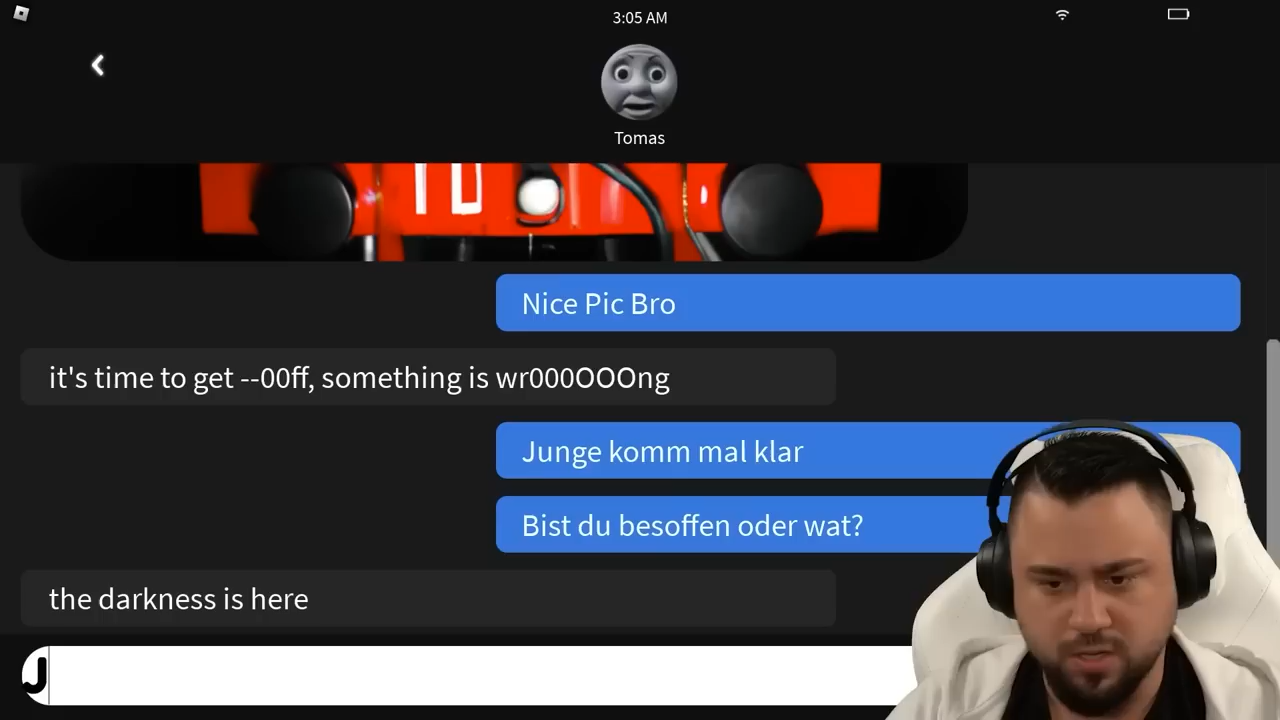 3:05 AM
Tomas
10
Nice Pic Bro
it's time to get --00ff, something is wr000OOOng
Junge komm mal klar
Bist du besoffen oder wat?
the darkness is here
J